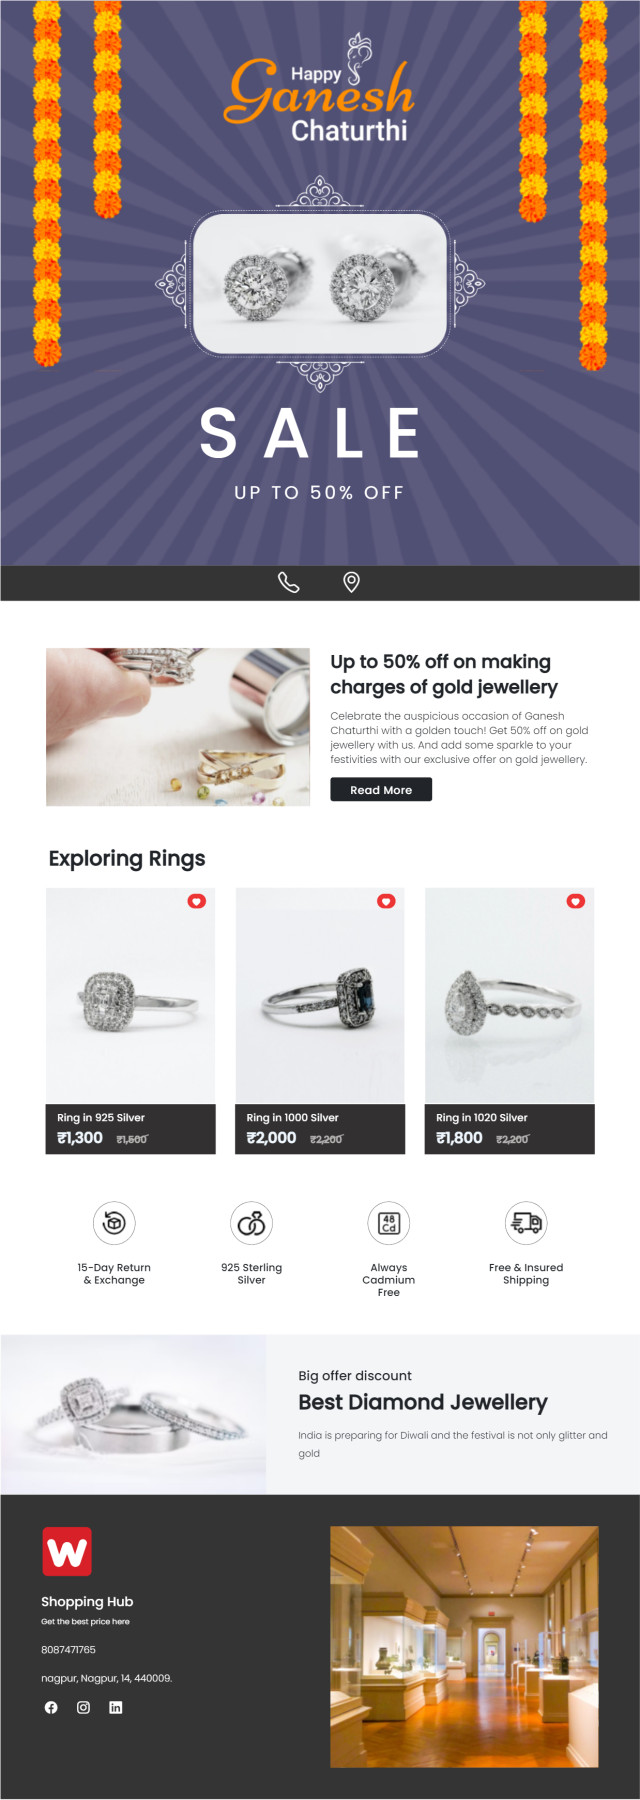 Happy
Ganesh
Chaturthi
SALE
UP TO 50% OFF
Up to 50% off on making
charges of gold jewellery
Celebrate the auspicious occasion of Ganesh
Chaturthi with a golden touch! Get 50% off on gold
jewellery with us. And add some sparkle to your
festivities with our exclusive offer on gold jewellery.
Read More
Exploring Rings
Ring in 925 Silver
₹1,300 ₹1,500
Ring in 1000 Silver
₹2,000 ₹2,200
Ring in 1020 Silver
₹1,800 ₹2,200
48
Cd
15-Day Return
& Exchange
925 Sterling
Silver
Always
Cadmium
Free
Free & Insured
Shipping
Big offer discount
Best Diamond Jewellery
India is preparing for Diwali and the festival is not only glitter and
gold
W
Shopping Hub
Get the best price here
8087471765
nagpur, Nagpur, 14, 440009.